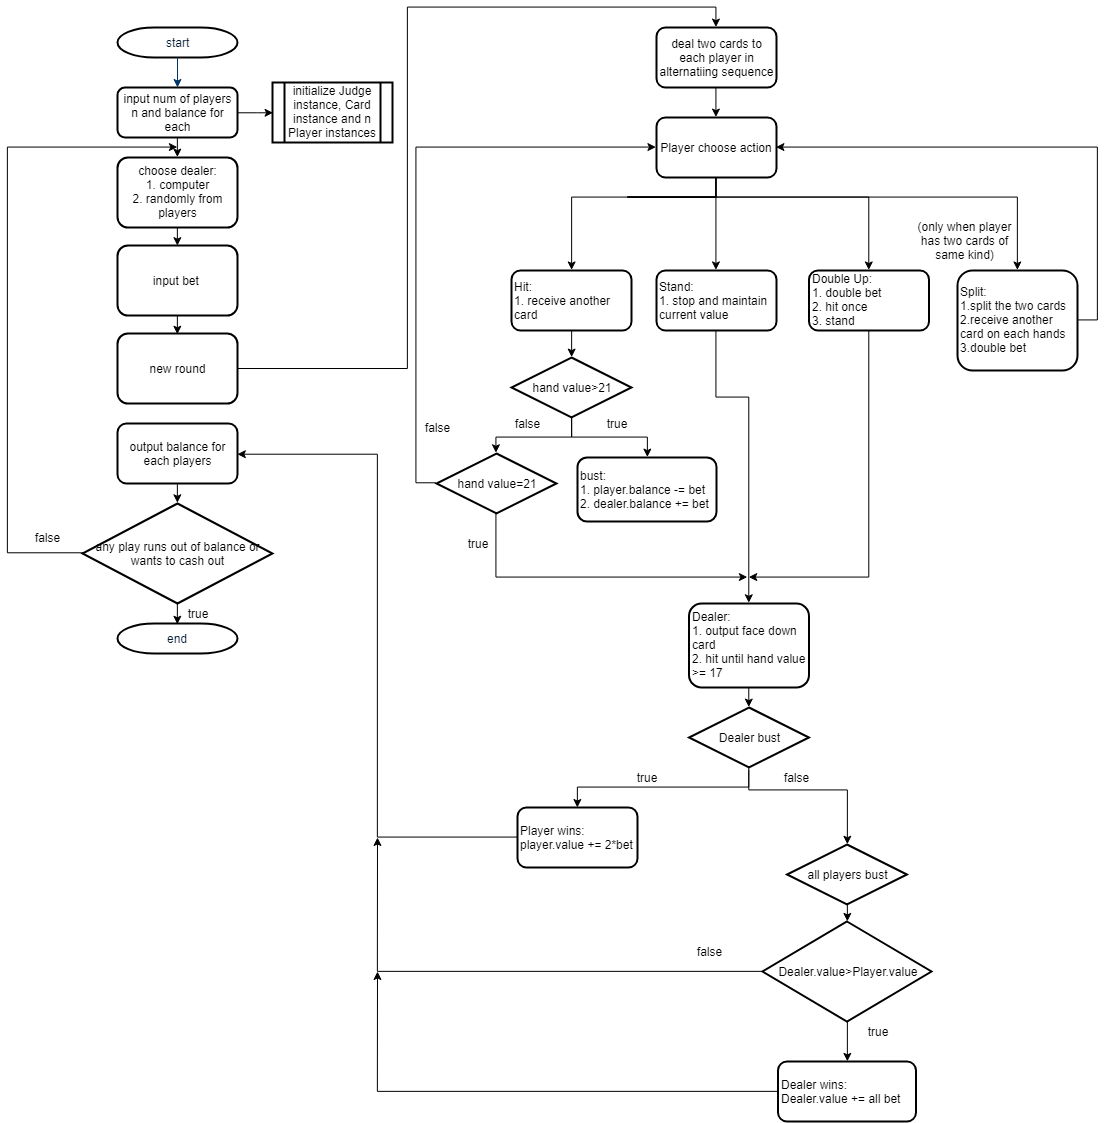 start
input num of players
n and balance for
each
initialize Judge
instance, Card
instance and n
Player instances
choose dealer:
1. computer
2. randomly from
players
input bet
new round
output balance for
each players
any play runs out of balance or
wants to cash out
false
true
end
deal two cards to
each player in
alternatiing sequence
Player choose action
(only when player
has two cards of
same kind)
Hit:
1. receive another
card
Stand:
1. stop and maintain
current value
Double Up:
1. double bet
2. hit once
3. stand
Split:
1.split the two cards
2.receive another
card on each hands
3.double bet
hand value>21
false
false
true
hand value=21
bust:
1. player.balance -= bet
2. dealer.balance += bet
true
Dealer:
1. output face down
card
2. hit until hand value
>= 17
Dealer bust
true
false
Player wins:
player.value += 2*bet
all players bust
false
Dealer.value>Player.value
true
Dealer wins:
Dealer.value += all bet